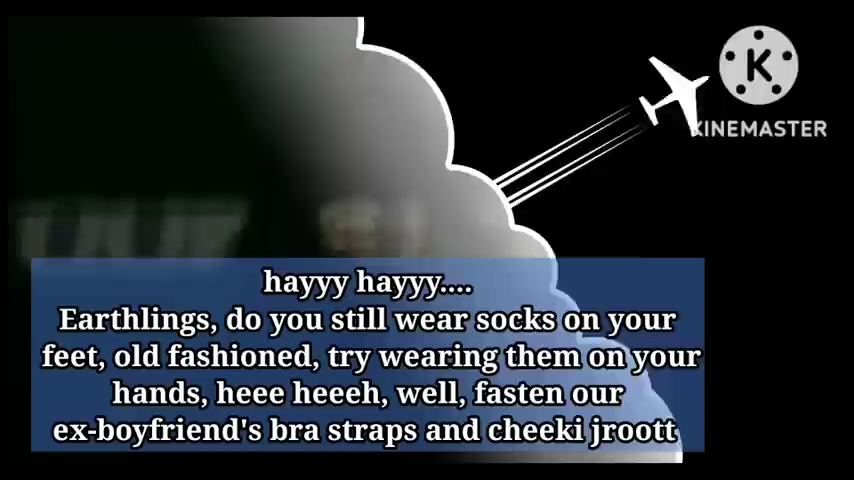 K
KINEMASTER
hayyy hayyy....
Earthlings, do you still wear socks on your
feet, old fashioned, try wearing them on your
hands, heee heeeh, well, fasten our
ex-boyfriend's bra straps and cheeki jroott